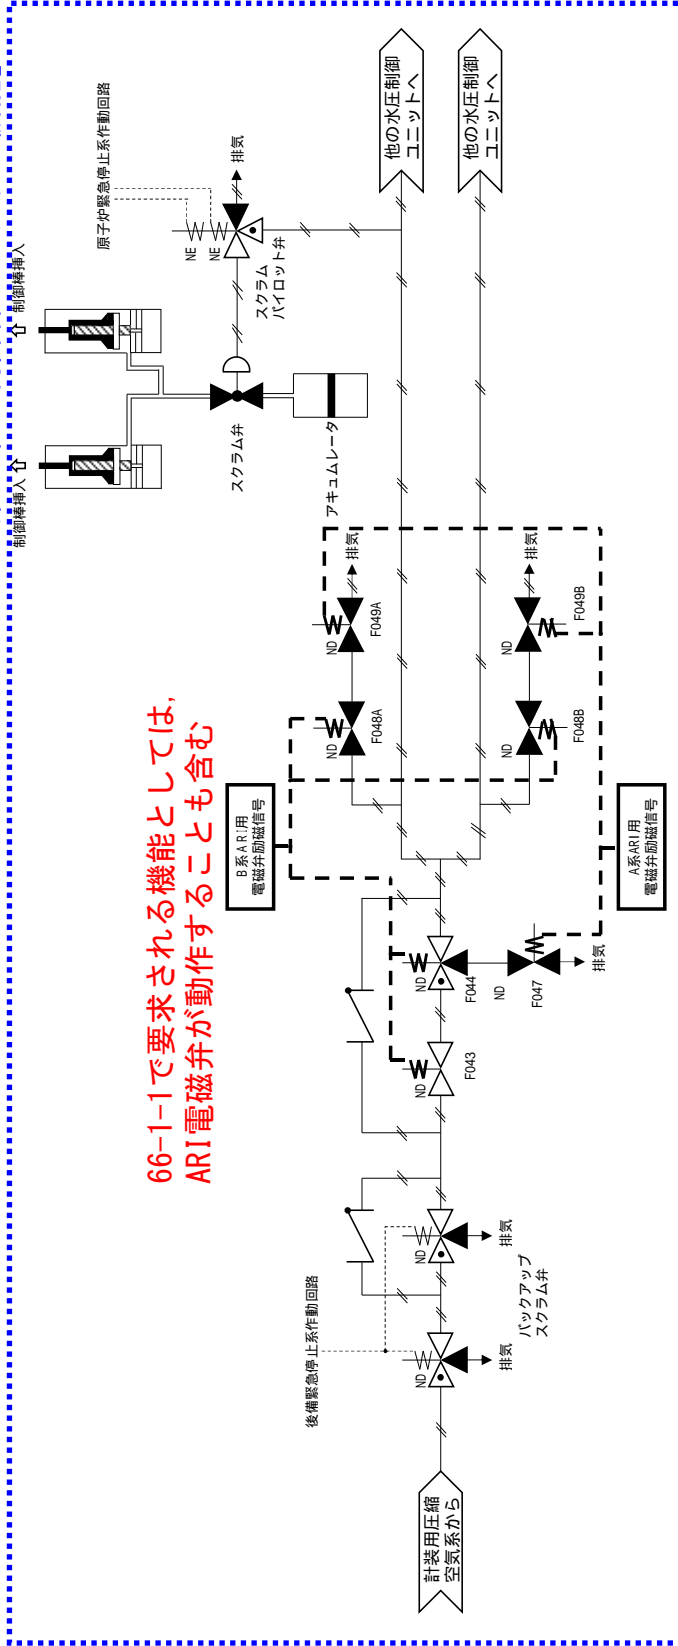 66-1-1で要求される機能としては,
ARI電磁弁が動作することも含む
計装用圧縮
空気系から
後備緊急停止系作動回路
ND
排気
ND
排気
バックアップ
スクラム弁
ND
F043
ND
F044
ND
F047
排気
B系ARI用
電磁弁励磁信号
A系ARI用
電磁弁励磁信号
ND
F048A
ND
F049A
排気
ND
F048B
ND
F049B
排気
制御棒挿入
制御棒挿入
スクラム弁
アキュムレータ
原子炉緊急停止系作動回路
NE
NE
排気
スクラム
パイロット弁
他の水圧制御
ユニットへ
他の水圧制御
ユニットへ